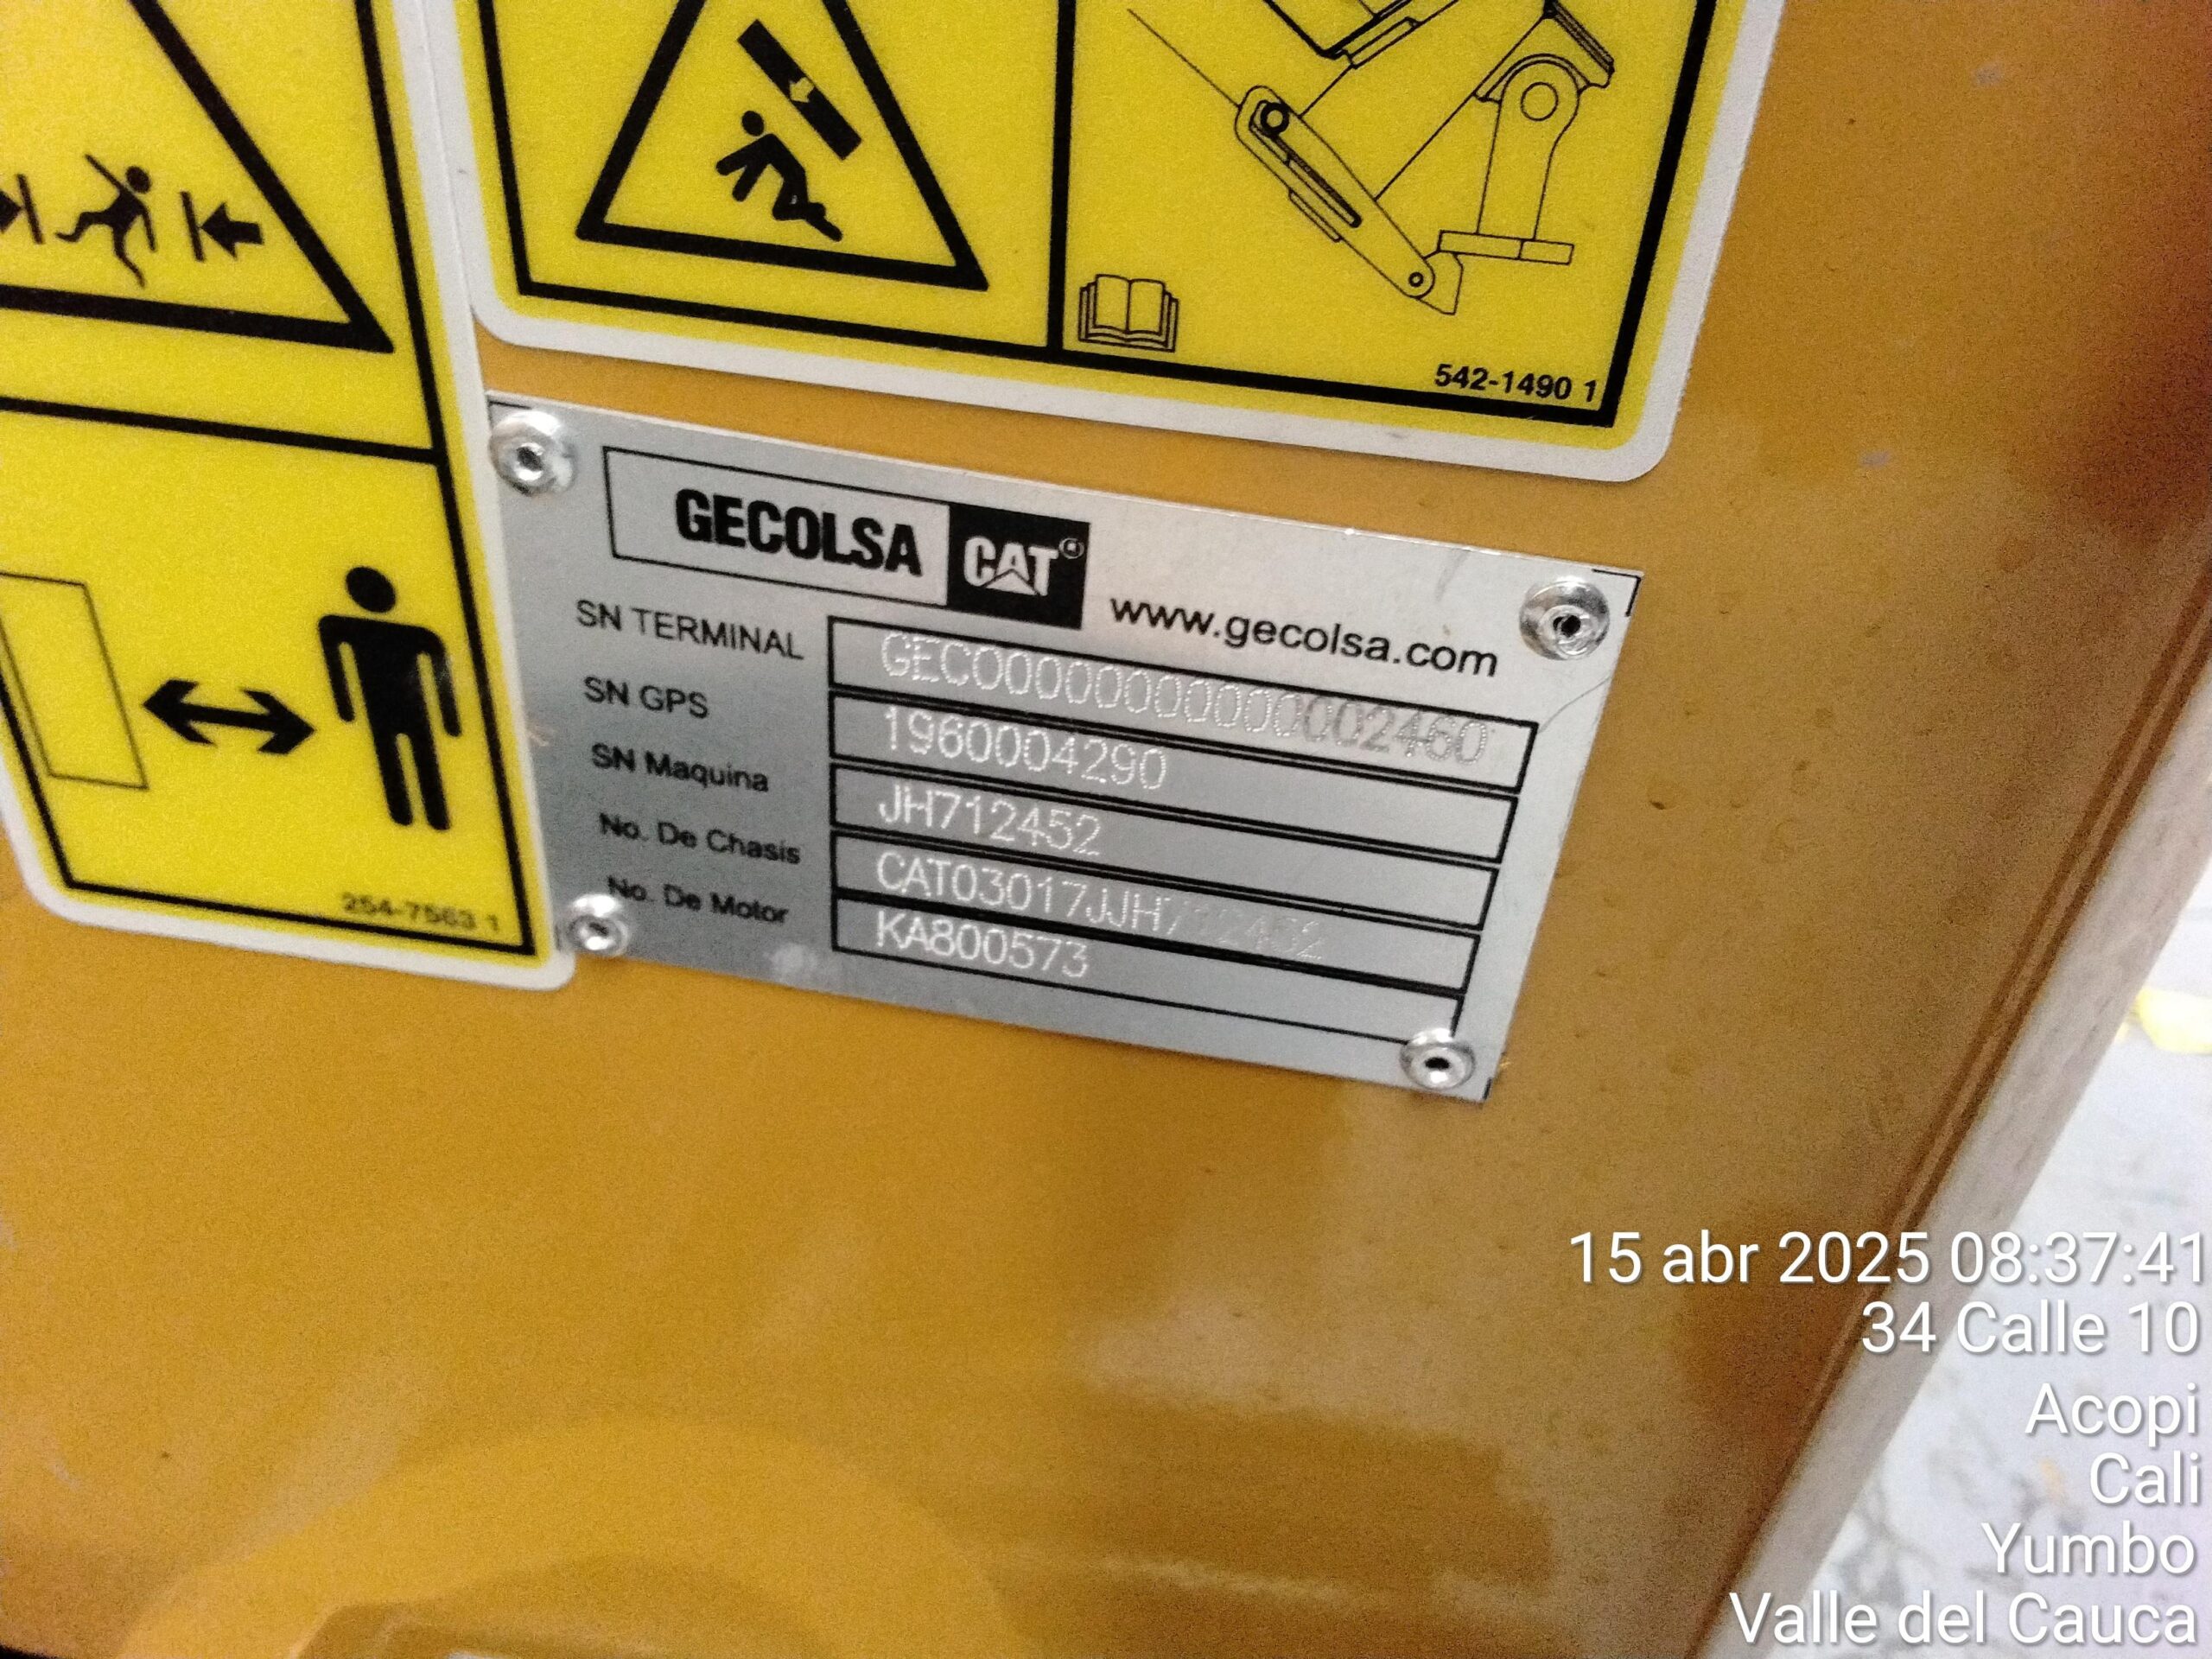 542-1490 1
GECOLSA CAT®
www.gecolsa.com
SN TERMINAL GEC0000000000002460
SN GPS 1960004290
SN Maquina JH712452
No. De Chasis CAT03017JJH712452
No. De Motor KA800573
254-7563 1
15 abr 2025 08:37:41
34 Calle 10
Acopi
Cali
Yumbo
Valle del Cauca